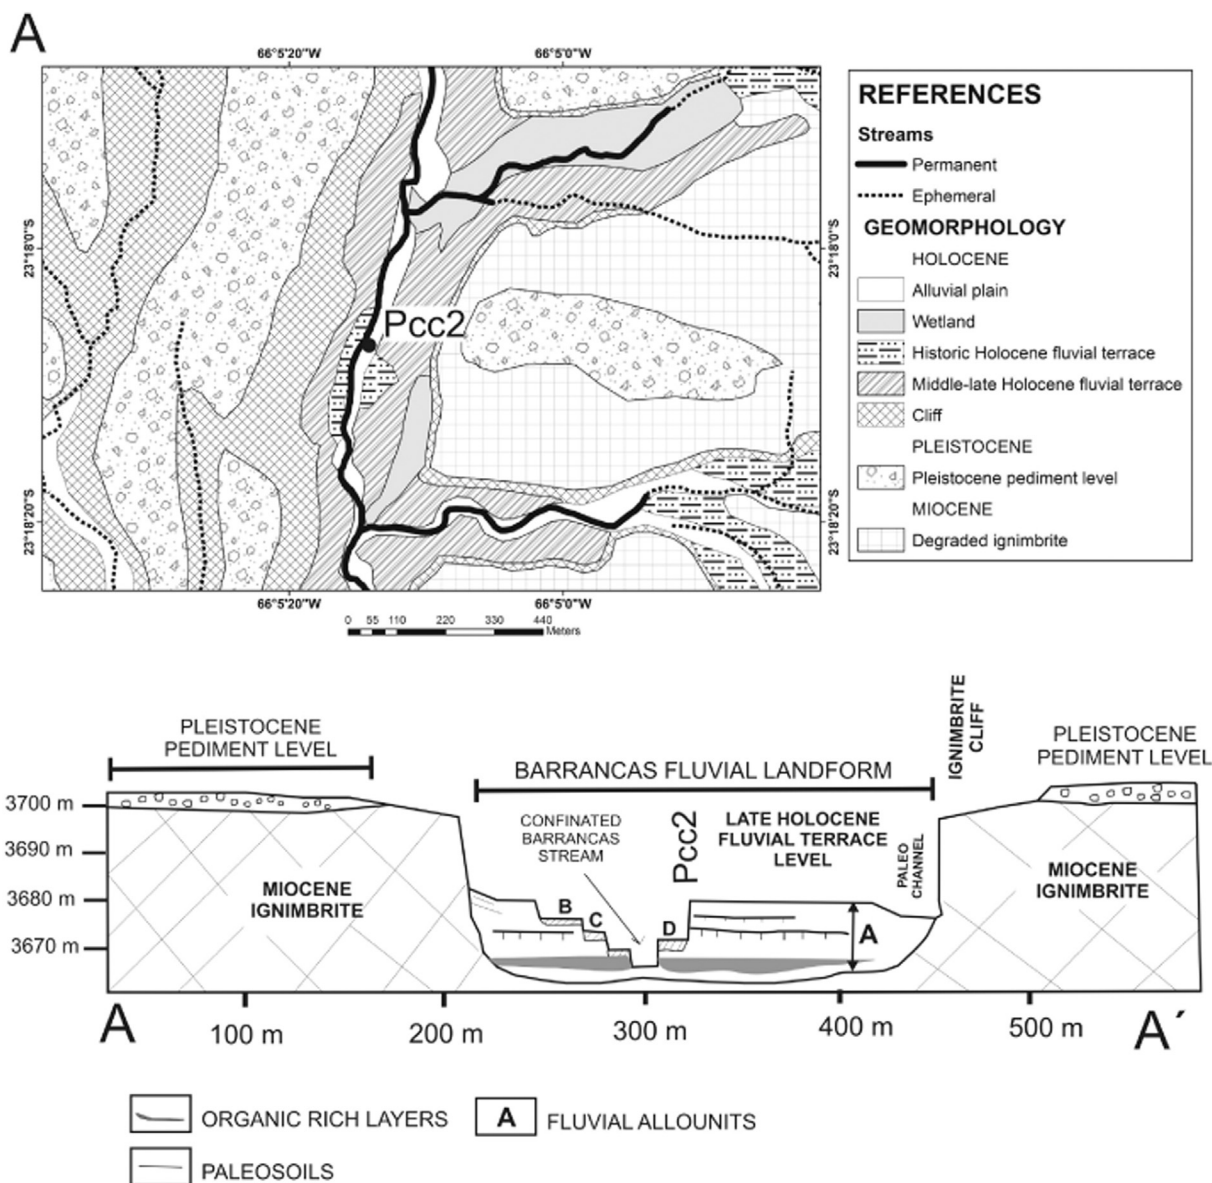 A
66°5'20"W
66°5'0"W
23°18'0"S
23°18'0"S
23°18'20"S
23°18'20"S
Pcc2
66°5'20"W
66°5'0"W
0 55 110 220 330 440
Meters
REFERENCES
Streams
Permanent
Ephemeral
GEOMORPHOLOGY
HOLOCENE
Alluvial plain
Wetland
Historic Holocene fluvial terrace
Middle-late Holocene fluvial terrace
Cliff
PLEISTOCENE
Pleistocene pediment level
MIOCENE
Degraded ignimbrite
PLEISTOCENE
PEDIMENT LEVEL
BARRANCAS FLUVIAL LANDFORM
IGNIMBRITE
CLIFF
PLEISTOCENE
PEDIMENT LEVEL
3700 m
3690 m
3680 m
3670 m
MIOCENE
IGNIMBRITE
CONFINATED
BARRANCAS
STREAM
Pcc2
LATE HOLOCENE
FLUVIAL TERRACE
LEVEL
PALEO
CHANNEL
MIOCENE
IGNIMBRITE
B
C
D
A
A
100 m
200 m
300 m
400 m
500 m
A´
ORGANIC RICH LAYERS
A
FLUVIAL ALLOUNITS
PALEOSOILS